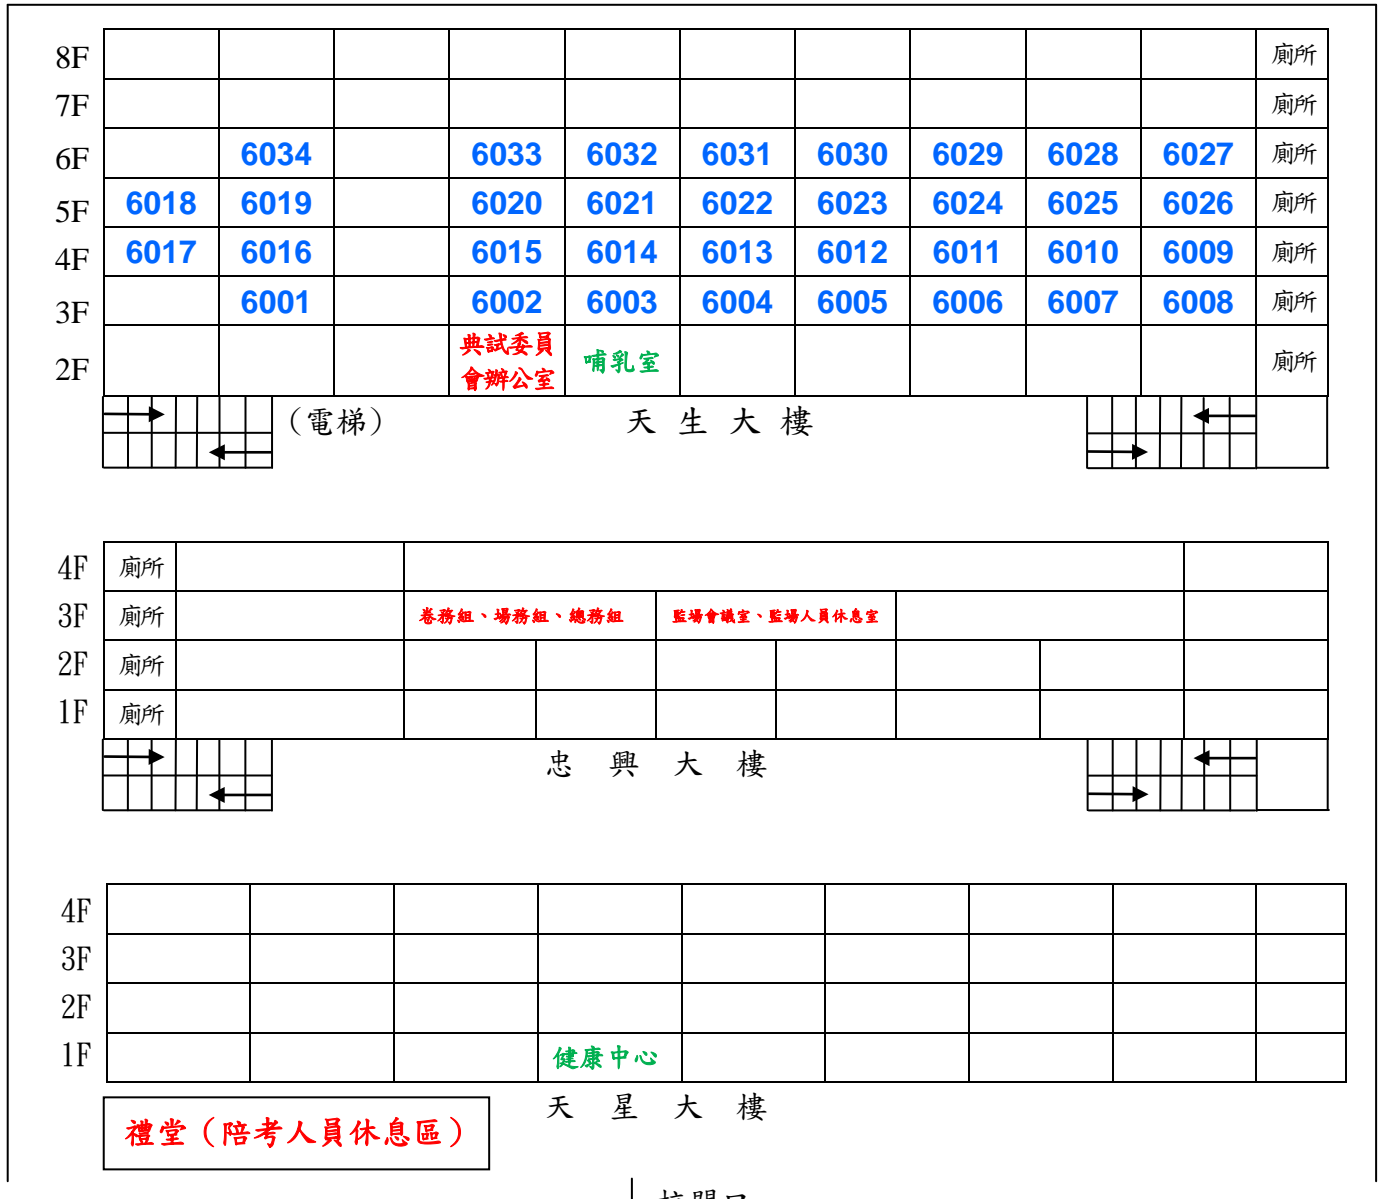 8F 廁所
7F 廁所
6F 6034 6033 6032 6031 6030 6029 6028 6027 廁所
5F 6018 6019 6020 6021 6022 6023 6024 6025 6026 廁所
4F 6017 6016 6015 6014 6013 6012 6011 6010 6009 廁所
3F 6001 6002 6003 6004 6005 6006 6007 6008 廁所
2F 典試委員會辦公室 哺乳室 廁所
(電梯) 天生大樓
4F 廁所
3F 廁所 卷務組、場務組、總務組 監場會議室、監場人員休息室
2F 廁所
1F 廁所
忠興大樓
4F
3F
2F
1F 健康中心
天星大樓
禮堂(陪考人員休息區)